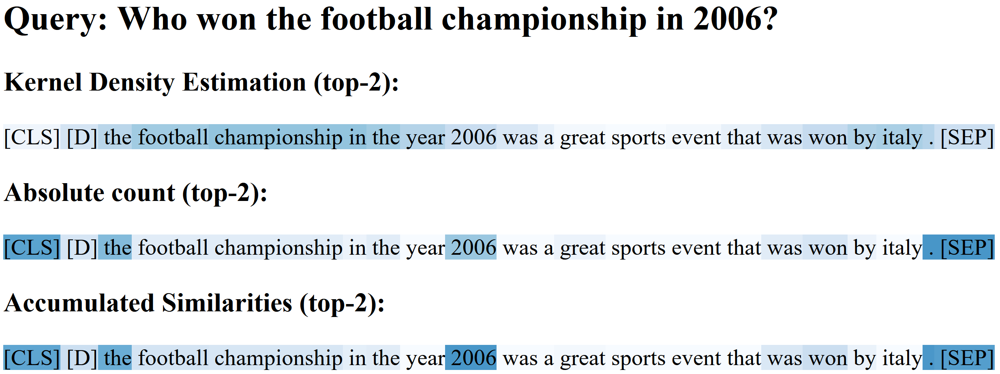 Query: Who won the football championship in 2006?
Kernel Density Estimation (top-2):
[CLS] [D] the football championship in the year 2006 was a great sports event that was won by italy . [SEP]
Absolute count (top-2):
[CLS] [D] the football championship in the year 2006 was a great sports event that was won by italy . [SEP]
Accumulated Similarities (top-2):
[CLS] [D] the football championship in the year 2006 was a great sports event that was won by italy . [SEP]